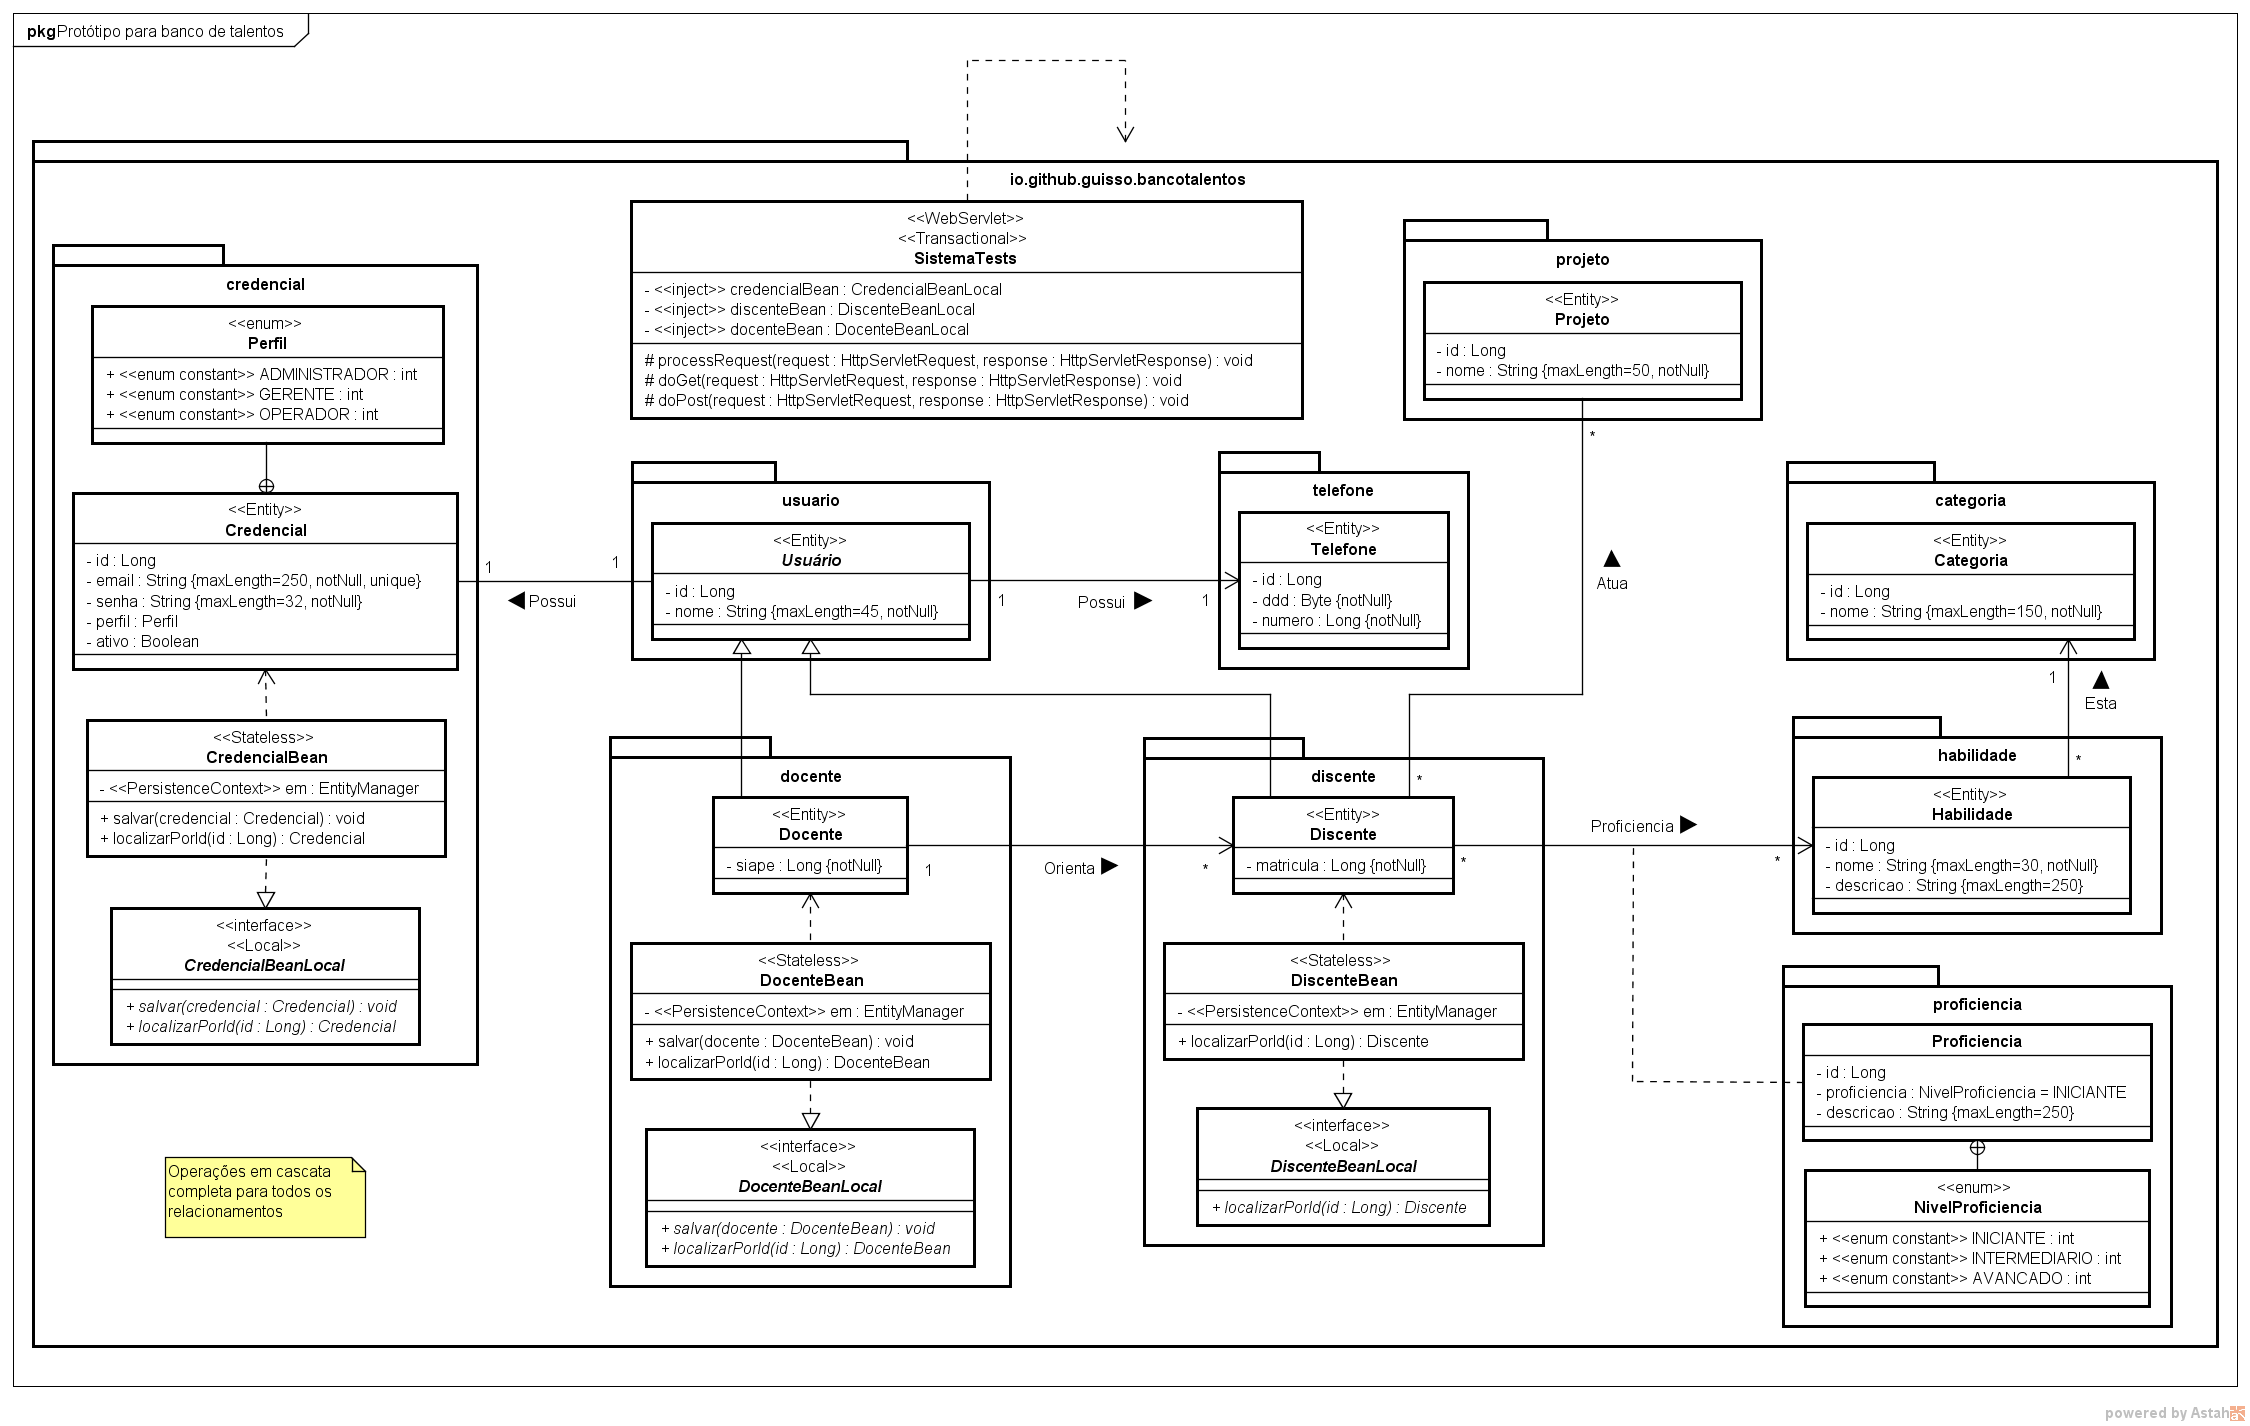 pkg Protótipo para banco de talentos
io.github.guisso.bancotalentos
<<WebServlet>>
<<Transactional>>
SistemaTests
- <<inject>> credencialBean : CredencialBeanLocal
- <<inject>> discenteBean : DiscenteBeanLocal
- <<inject>> docenteBean : DocenteBeanLocal
# processRequest(request : HttpServletRequest, response : HttpServletResponse) : void
# doGet(request : HttpServletRequest, response : HttpServletResponse) : void
# doPost(request : HttpServletRequest, response : HttpServletResponse) : void
projeto
<<Entity>>
Projeto
- id : Long
- nome : String {maxLength=50, notNull}
*
credencial
<<enum>>
Perfil
+ <<enum constant>> ADMINISTRADOR : int
+ <<enum constant>> GERENTE : int
+ <<enum constant>> OPERADOR : int
<<Entity>>
Credencial
- id : Long
- email : String {maxLength=250, notNull, unique}
- senha : String {maxLength=32, notNull}
- perfil : Perfil
- ativo : Boolean
1
1
◀ Possui
usuario
<<Entity>>
Usuário
- id : Long
- nome : String {maxLength=45, notNull}
1
Possui ▶
1
telefone
<<Entity>>
Telefone
- id : Long
- ddd : Byte {notNull}
- numero : Long {notNull}
▲
Atua
categoria
<<Entity>>
Categoria
- id : Long
- nome : String {maxLength=150, notNull}
1
▲
Esta
*
<<Stateless>>
CredencialBean
- <<PersistenceContext>> em : EntityManager
+ salvar(credencial : Credencial) : void
+ localizarPorId(id : Long) : Credencial
<<interface>>
<<Local>>
CredencialBeanLocal
+ salvar(credencial : Credencial) : void
+ localizarPorId(id : Long) : Credencial
docente
<<Entity>>
Docente
- siape : Long {notNull}
1
Orienta ▶
*
<<Stateless>>
DocenteBean
- <<PersistenceContext>> em : EntityManager
+ salvar(docente : DocenteBean) : void
+ localizarPorId(id : Long) : DocenteBean
<<interface>>
<<Local>>
DocenteBeanLocal
+ salvar(docente : DocenteBean) : void
+ localizarPorId(id : Long) : DocenteBean
discente
*
<<Entity>>
Discente
- matricula : Long {notNull}
*
Proficiencia ▶
*
<<Stateless>>
DiscenteBean
- <<PersistenceContext>> em : EntityManager
+ localizarPorId(id : Long) : Discente
<<interface>>
<<Local>>
DiscenteBeanLocal
+ localizarPorId(id : Long) : Discente
habilidade
<<Entity>>
Habilidade
- id : Long
- nome : String {maxLength=30, notNull}
- descricao : String {maxLength=250}
proficiencia
Proficiencia
- id : Long
- proficiencia : NivelProficiencia = INICIANTE
- descricao : String {maxLength=250}
<<enum>>
NivelProficiencia
+ <<enum constant>> INICIANTE : int
+ <<enum constant>> INTERMEDIARIO : int
+ <<enum constant>> AVANCADO : int
Operações em cascata
completa para todos os
relacionamentos
powered by Astah